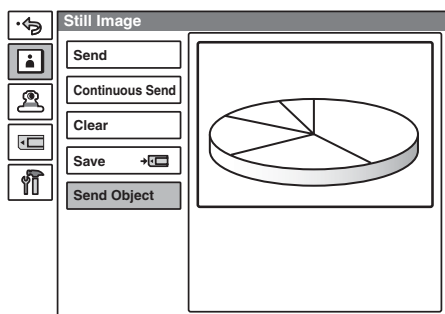 Still Image
Send
Continuous Send
Clear
Save
Send Object